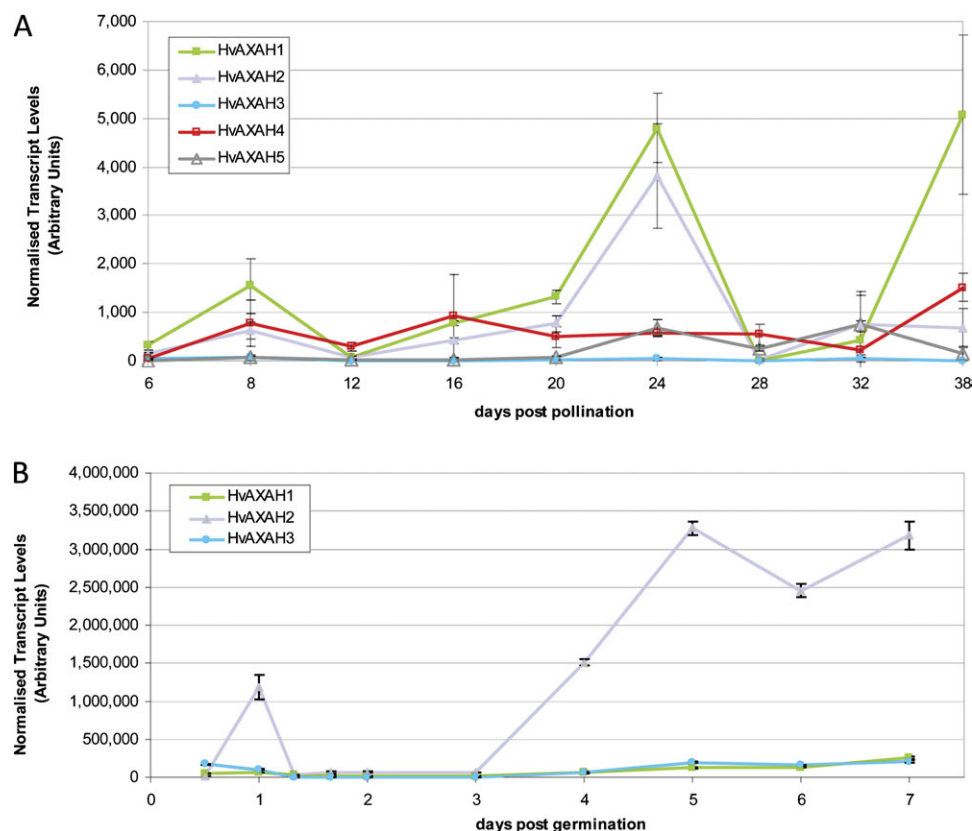 A
Normalised Transcript Levels
(Arbitrary Units)
7,000
6,000
5,000
4,000
3,000
2,000
1,000
0
HvAXAH1
HvAXAH2
HvAXAH3
HvAXAH4
HvAXAH5
6 8 12 16 20 24 28 32 38
days post pollination
B
Normalised Transcript Levels
(Arbitrary Units)
4,000,000
3,500,000
3,000,000
2,500,000
2,000,000
1,500,000
1,000,000
500,000
0
HvAXAH1
HvAXAH2
HvAXAH3
0 1 2 3 4 5 6 7
days post germination